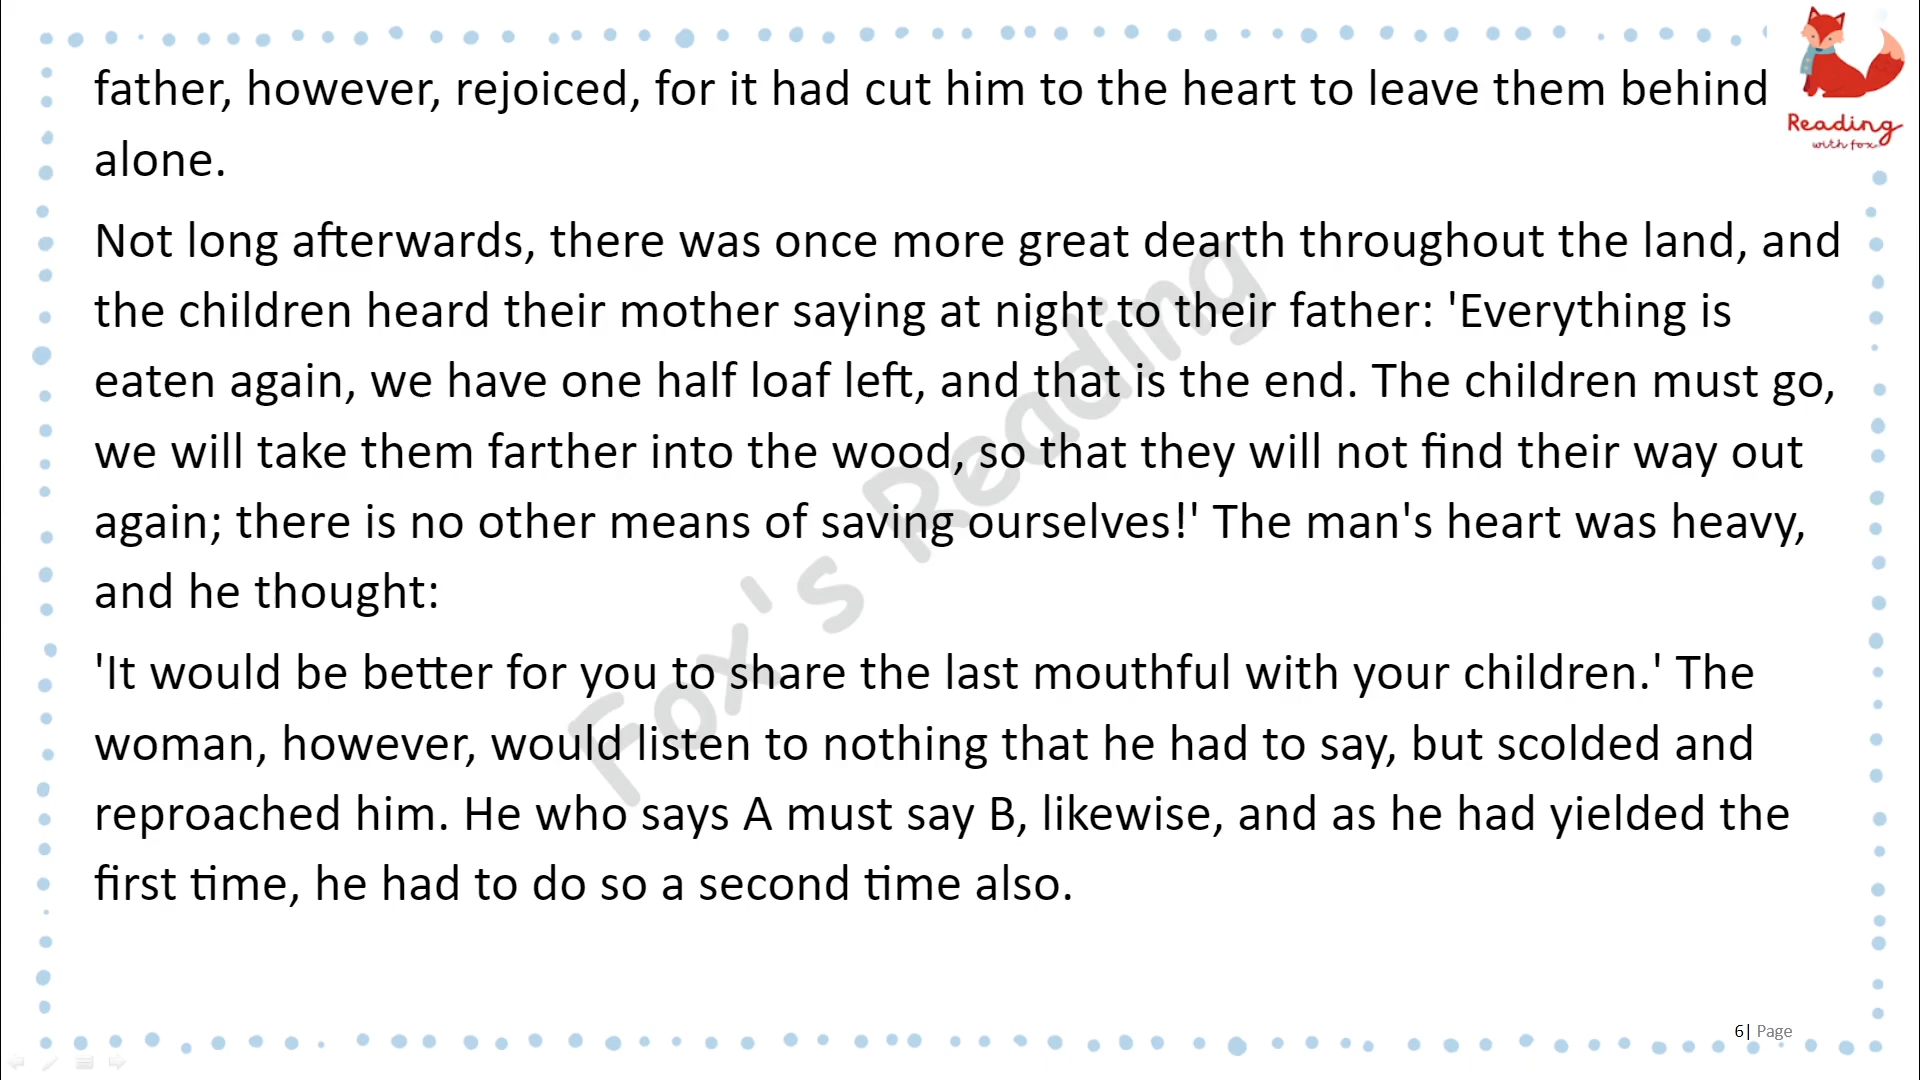 father, however, rejoiced, for it had cut him to the heart to leave them behind
alone.
Not long afterwards, there was once more great dearth throughout the land, and
the children heard their mother saying at night to their father: 'Everything is
eaten again, we have one half loaf left, and that is the end. The children must go,
we will take them farther into the wood, so that they will not find their way out
again; there is no other means of saving ourselves!' The man's heart was heavy,
and he thought:
'It would be better for you to share the last mouthful with your children.' The
woman, however, would listen to nothing that he had to say, but scolded and
reproached him. He who says A must say B, likewise, and as he had yielded the
first time, he had to do so a second time also.
Reading
with fox
Fox's Reading
6| Page